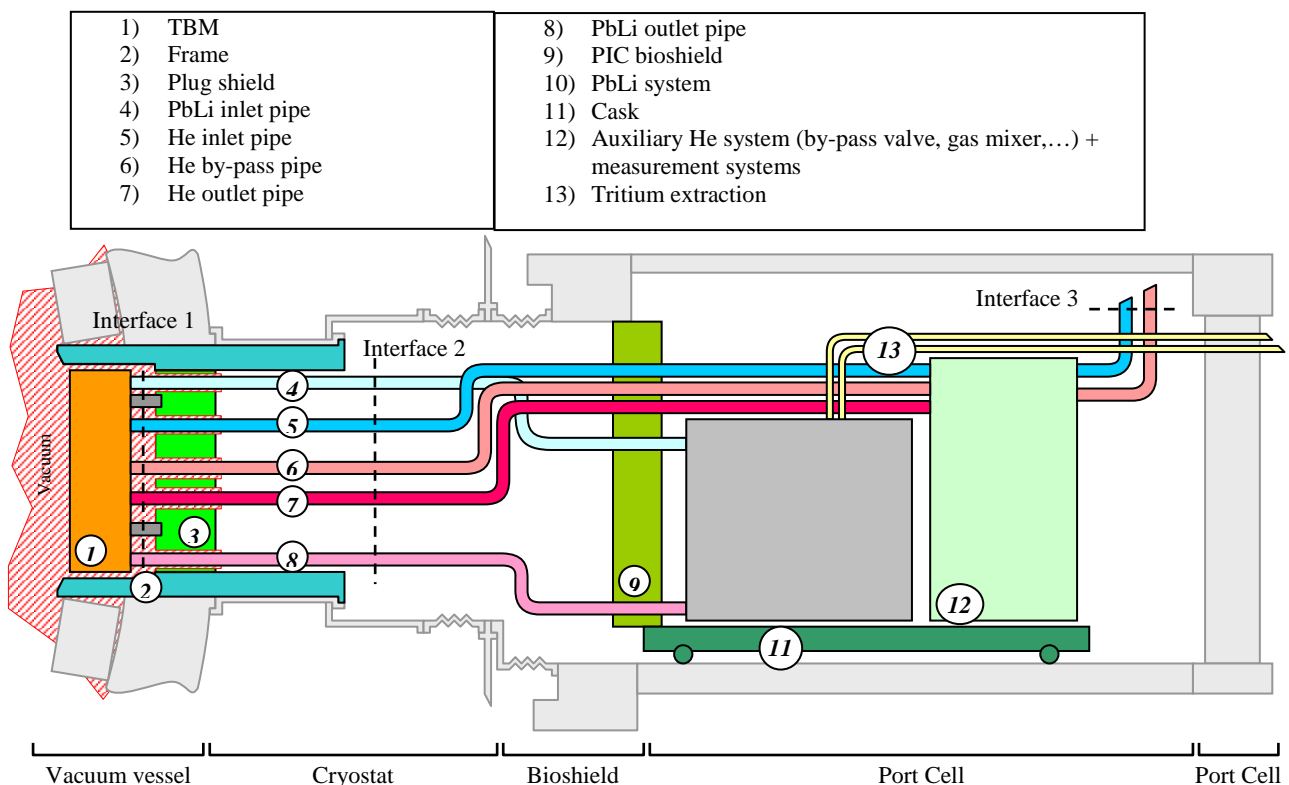 1) TBM
2) Frame
3) Plug shield
4) PbLi inlet pipe
5) He inlet pipe
6) He by-pass pipe
7) He outlet pipe
8) PbLi outlet pipe
9) PIC bioshield
10) PbLi system
11) Cask
12) Auxiliary He system (by-pass valve, gas mixer,…) +
measurement systems
13) Tritium extraction
Interface 1
Interface 2
Interface 3
Vacuum
1
2
3
4
5
6
7
8
9
11
12
13
Vacuum vessel
Cryostat
Bioshield
Port Cell
Port Cell